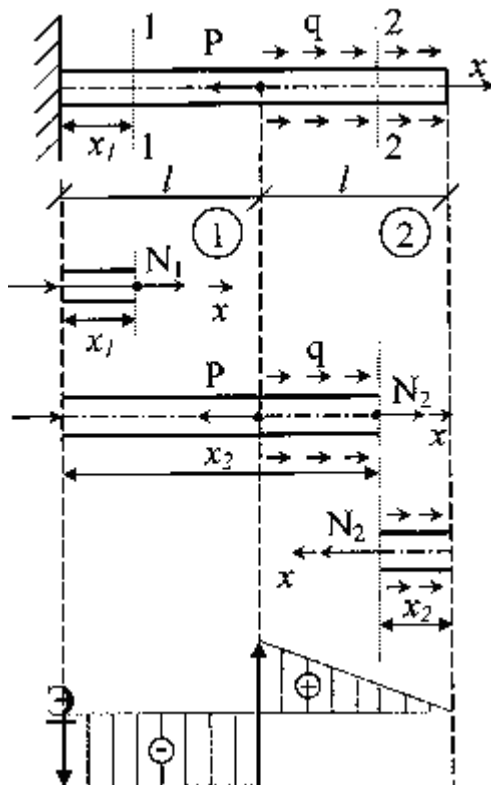 1 P q 2
x
x₁ 1 2
l l
1 2
N₁
x
x₁
P q
N₂
x
x₂
N₂
x
x₂
+
-